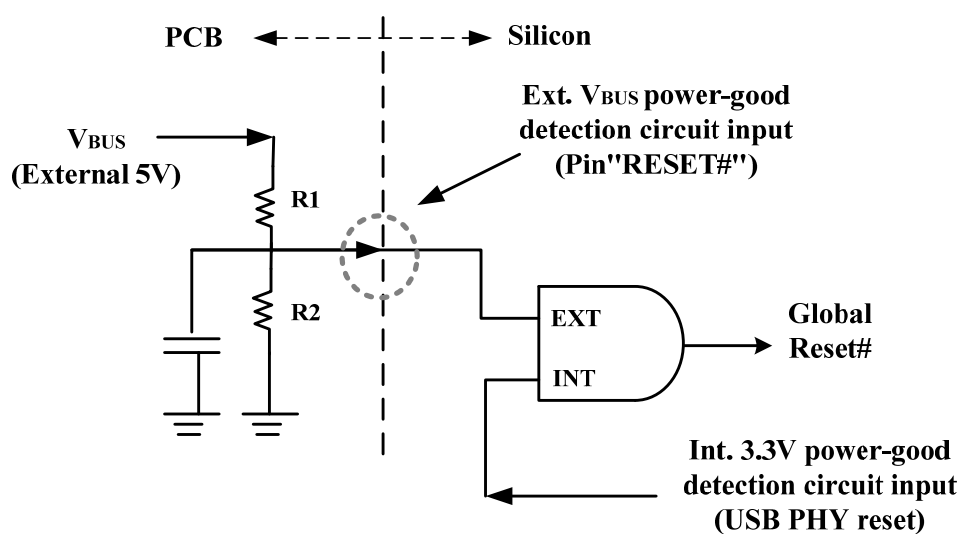 PCB
Silicon
Ext. VBUS power-good
detection circuit input
(Pin"RESET#")
VBUS
(External 5V)
R1
R2
EXT
INT
Global
Reset#
Int. 3.3V power-good
detection circuit input
(USB PHY reset)